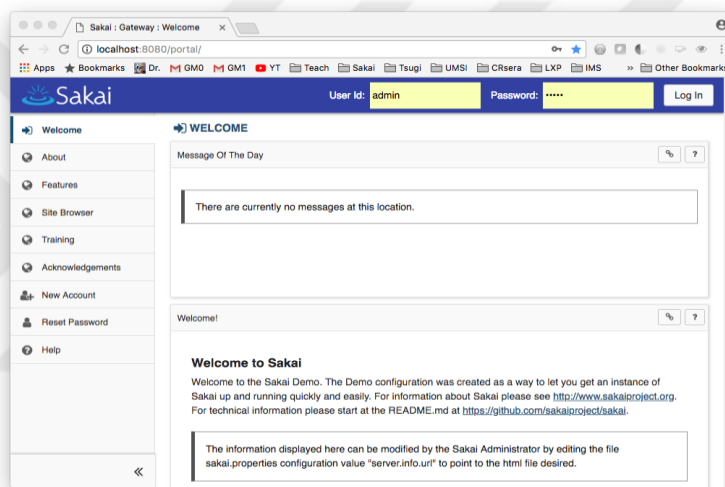 Sakai : Gateway : Welcome
localhost:8080/portal/
Apps Bookmarks Dr. GM0 GM1 YT Teach Sakai Tsugi UMSI CRsera LXP IMS » Other Bookmarks
Sakai User Id: admin Password: ••••• Log In
Welcome
About
Features
Site Browser
Training
Acknowledgements
New Account
Reset Password
Help
«
WELCOME
Message Of The Day ?
There are currently no messages at this location.
Welcome! ?
Welcome to Sakai
Welcome to the Sakai Demo. The Demo configuration was created as a way to let you get an instance of
Sakai up and running quickly and easily. For information about Sakai please see http://www.sakaiproject.org.
For technical information please start at the README.md at https://github.com/sakaiproject/sakai.
The information displayed here can be modified by the Sakai Administrator by editing the file
sakai.properties configuration value "server.info.url" to point to the html file desired.